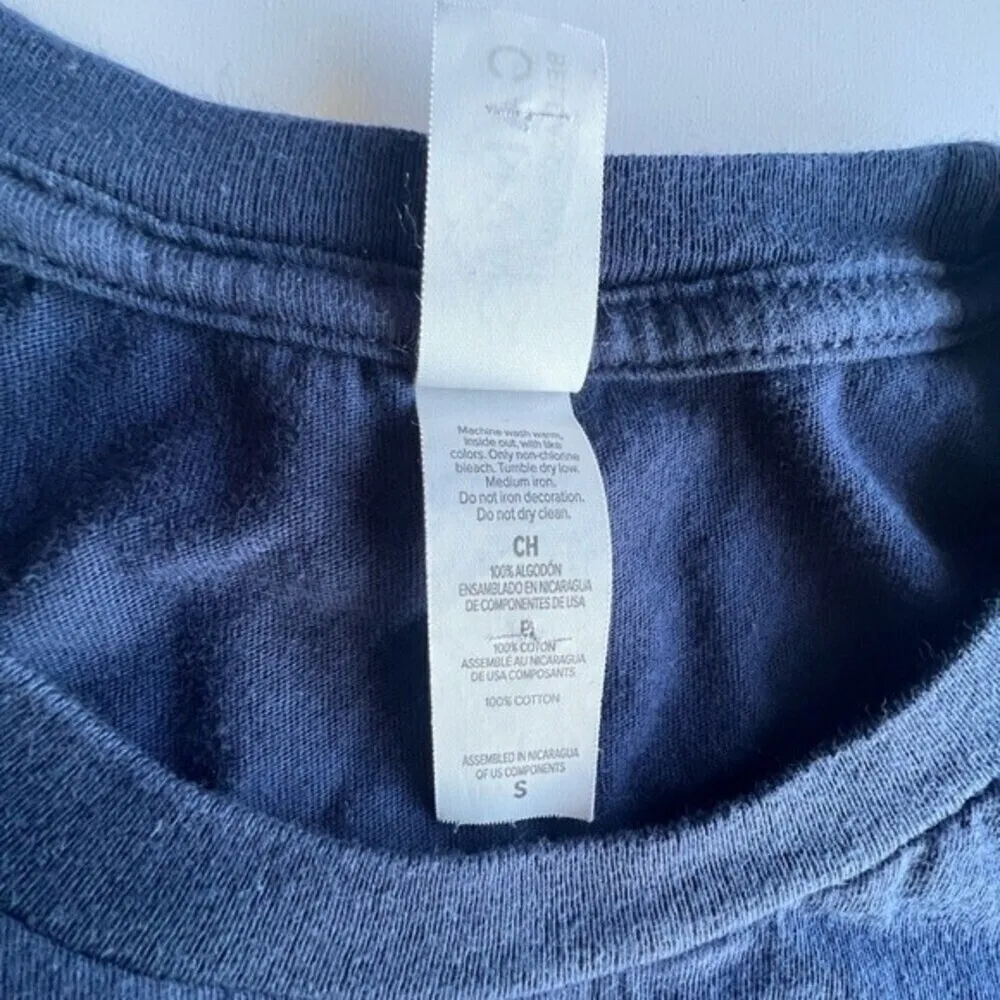 Machine wash warm,
inside out, with like
colors. Only non-chlorine
bleach. Tumble dry low.
Medium iron.
Do not iron decoration.
Do not dry clean.
CH
100% ALGODÓN
ENSAMBLADO EN NICARAGUA
DE COMPONENTES DE USA
P
100% COTON
ASSEMBLÉ AU NICARAGUA
DE USA COMPOSANTS
100% COTTON
ASSEMBLED IN NICARAGUA
OF US COMPONENTS
S